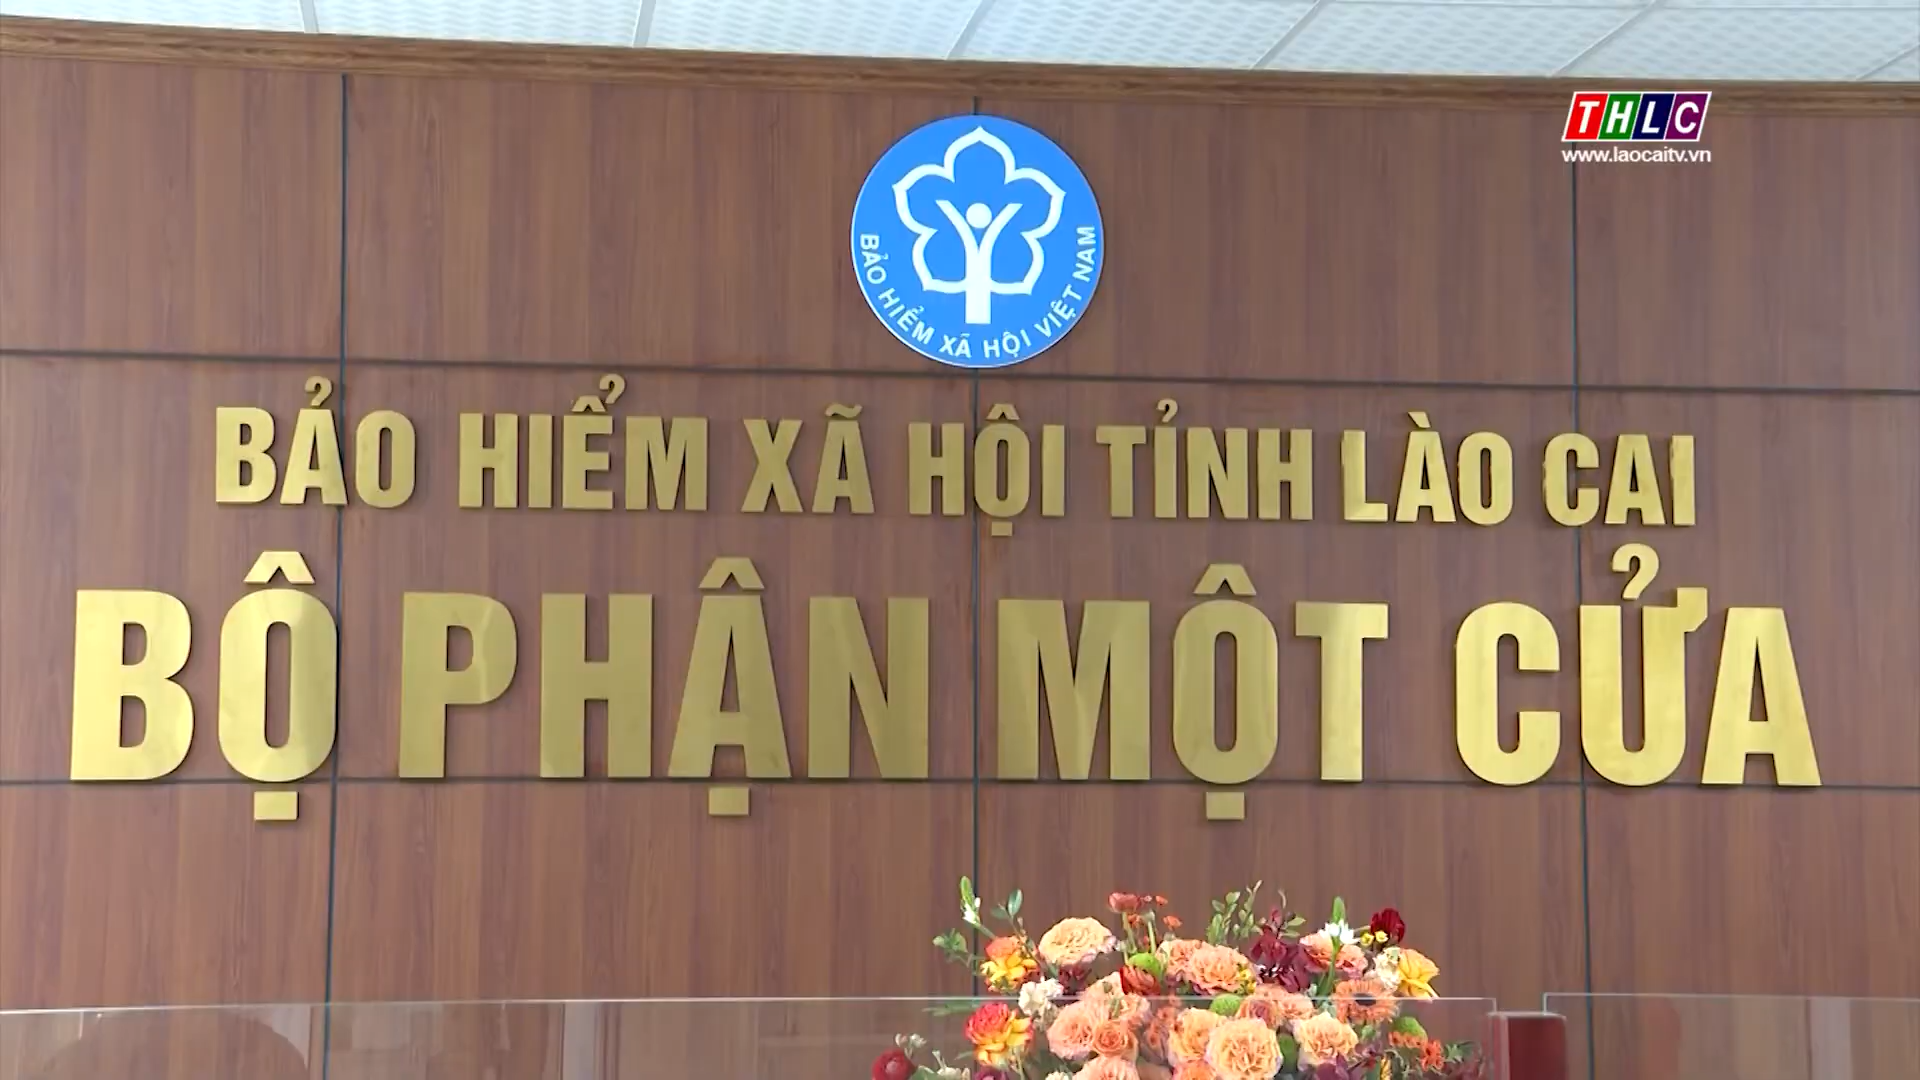 THLC
www.laocaitv.vn
BẢO HIỂM XÃ HỘI VIỆT NAM
BẢO HIỂM XÃ HỘI TỈNH LÀO CAI
BỘ PHẬN MỘT CỬA